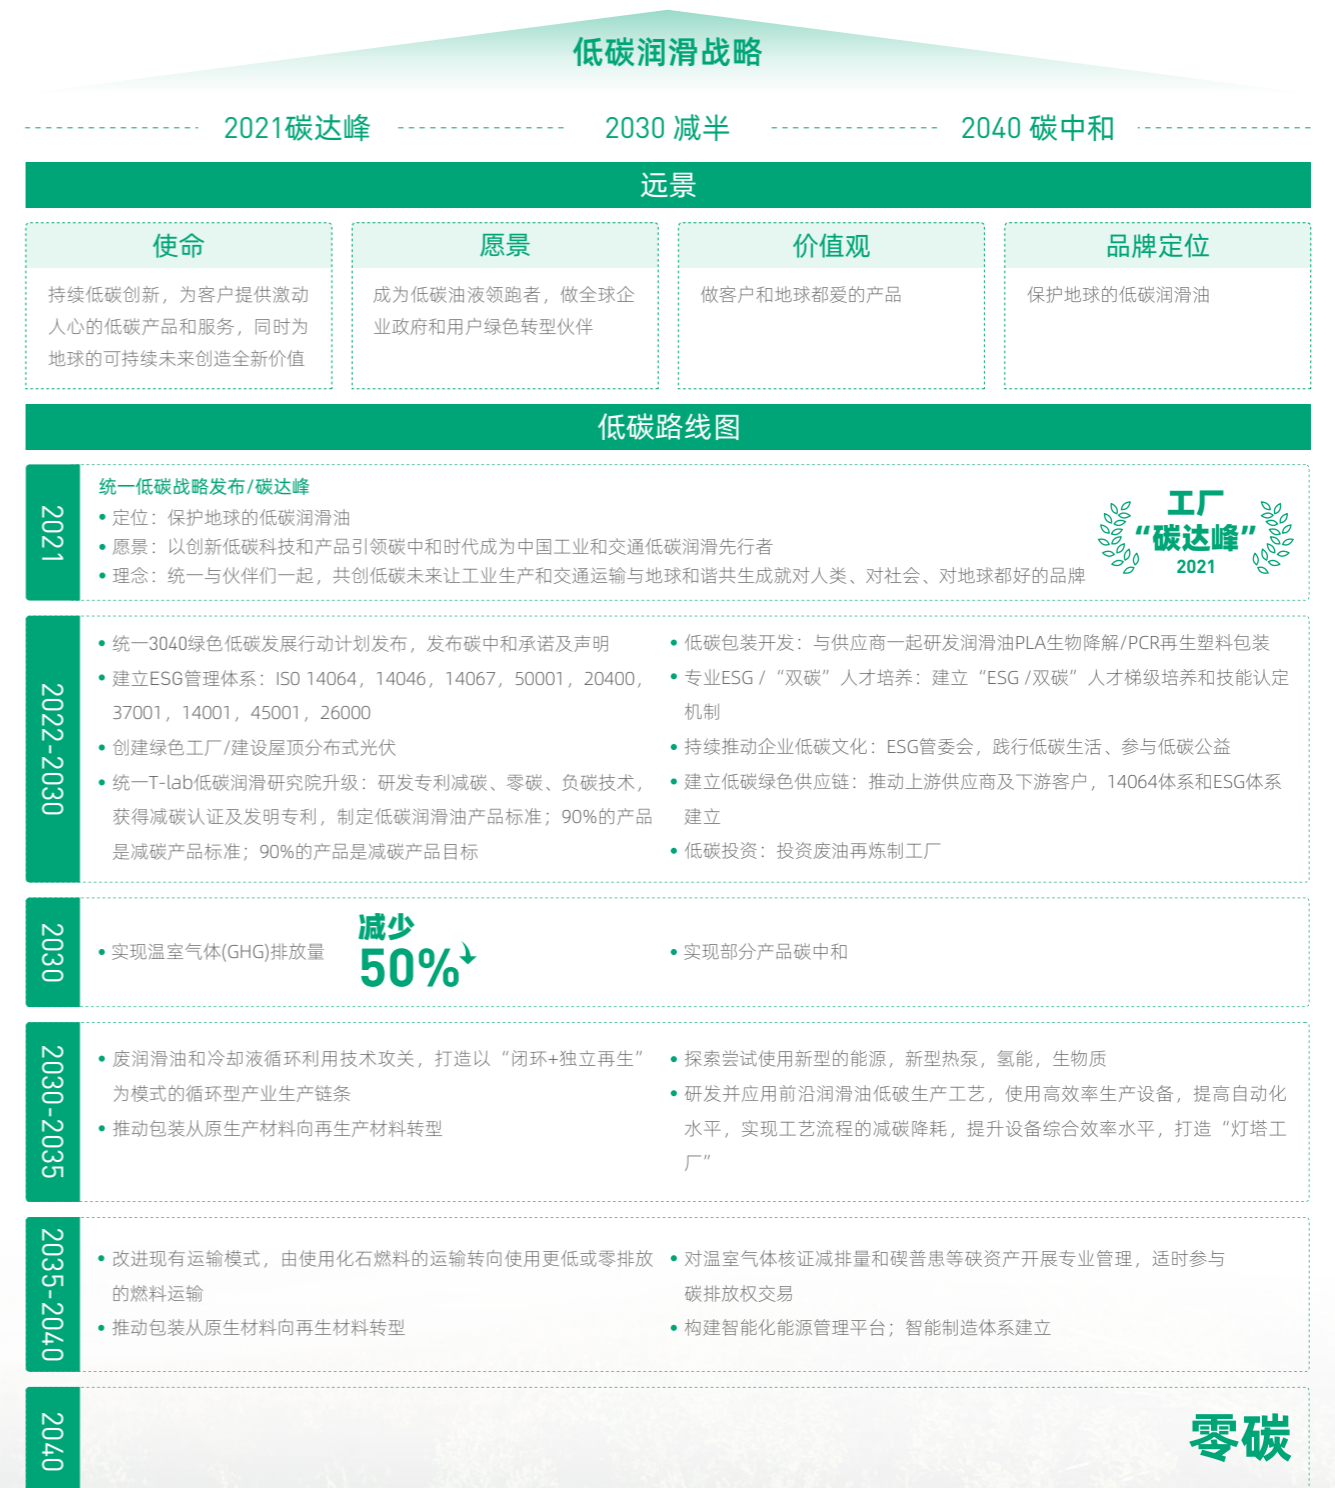 低碳润滑战略
2021碳达峰
2030 减半
2040 碳中和
远景
使命
持续低碳创新，为客户提供激动
人心的低碳产品和服务，同时为
地球的可持续未来创造全新价值
愿景
成为低碳油液领跑者，做全球企
业政府和用户绿色转型伙伴
价值观
做客户和地球都爱的产品
品牌定位
保护地球的低碳润滑油
低碳路线图
2021
统一低碳战略发布/碳达峰
• 定位：保护地球的低碳润滑油
• 愿景：以创新低碳科技和产品引领碳中和时代成为中国工业和交通低碳润滑先行者
• 理念：统一与伙伴们一起，共创低碳未来让工业生产和交通运输与地球和谐共生成就对人类、对社会、对地球都好的品牌
工厂
“碳达峰”
2021
2022-2030
• 统一3040绿色低碳发展行动计划发布，发布碳中和承诺及声明
• 建立ESG管理体系：ISO 14064，14046，14067，50001，20400，
37001，14001，45001，26000
• 创建绿色工厂/建设屋顶分布式光伏
• 统一T-lab低碳润滑研究院升级：研发专利减碳、零碳、负碳技术，
获得减碳认证及发明专利，制定低碳润滑油产品标准；90%的产品
是减碳产品标准；90%的产品是减碳产品目标
• 低碳包装开发：与供应商一起研发润滑油PLA生物降解/PCR再生塑料包装
• 专业ESG /“双碳”人才培养：建立“ESG /双碳”人才梯级培养和技能认定
机制
• 持续推动企业低碳文化：ESG管委会，践行低碳生活、参与低碳公益
• 建立低碳绿色供应链：推动上游供应商及下游客户，14064体系和ESG体系
建立
• 低碳投资：投资废油再炼制工厂
2030
• 实现温室气体(GHG)排放量
减少
50%
• 实现部分产品碳中和
2030-2035
• 废润滑油和冷却液循环利用技术攻关，打造以“闭环+独立再生”
为模式的循环型产业生产链条
• 推动包装从原生产材料向再生产材料转型
• 探索尝试使用新型的能源，新型热泵，氢能，生物质
• 研发并应用前沿润滑油低碳生产工艺，使用高效率生产设备，提高自动化
水平，实现工艺流程的减碳降耗，提升设备综合效率水平，打造“灯塔工
厂”
2035-2040
• 改进现有运输模式，由使用化石燃料的运输转向使用更低或零排放
的燃料运输
• 推动包装从原生材料向再生材料转型
• 对温室气体核证减排量和碶普惠等硖资产开展专业管理，适时参与
碳排放权交易
• 构建智能化能源管理平台；智能制造体系建立
2040
零碳